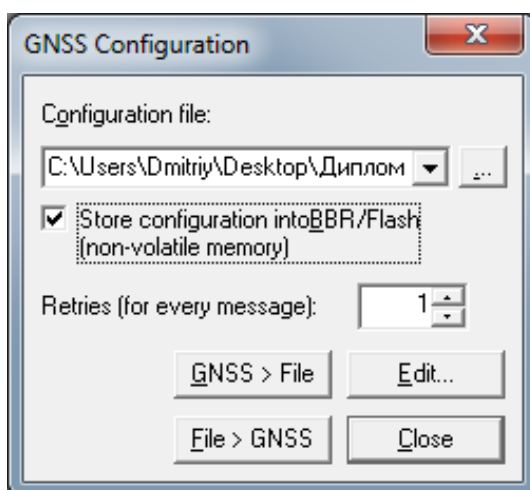 GNSS Configuration
Configuration file:
C:\Users\Dmitriy\Desktop\Диплом ...
Store configuration intoBBR/Flash
(non-volatile memory)
Retries (for every message): 1
GNSS > File Edit...
File > GNSS Close